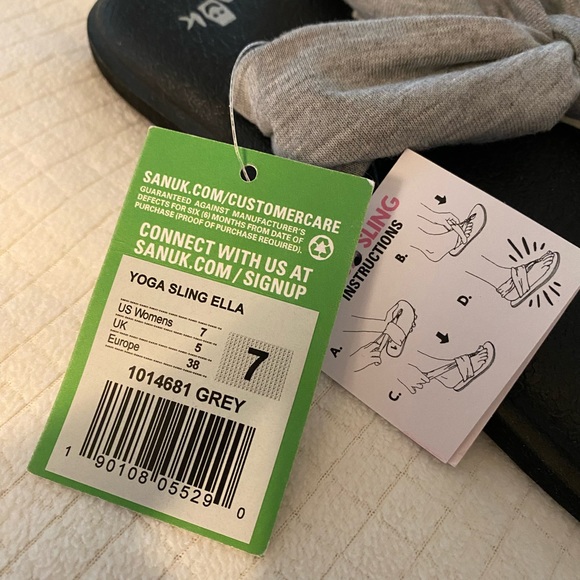 SANUK.COM/CUSTOMERCARE
GUARANTEED AGAINST MANUFACTURER'S
DEFECTS FOR SIX (6) MONTHS FROM DATE OF
PURCHASE (PROOF OF PURCHASE REQUIRED).
CONNECT WITH US AT
SANUK.COM/SIGNUP
YOGA SLING ELLA
US Womens 7
UK 5
Europe 38
7
1014681 GREY
1 90108 05529 0
SLING
INSTRUCTIONS
A.
B.
C.
D.